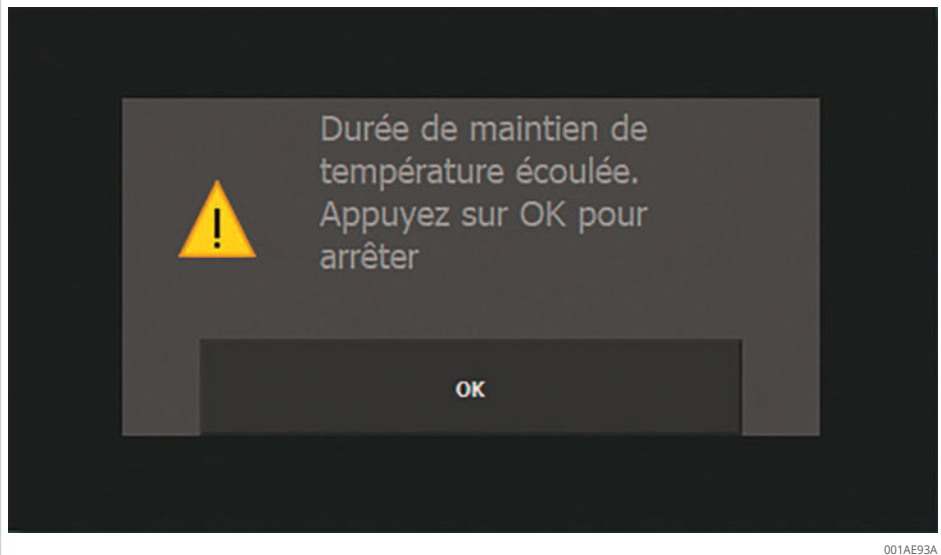 Durée de maintien de
température écoulée.
Appuyez sur OK pour
arrêter
OK
001AE93A